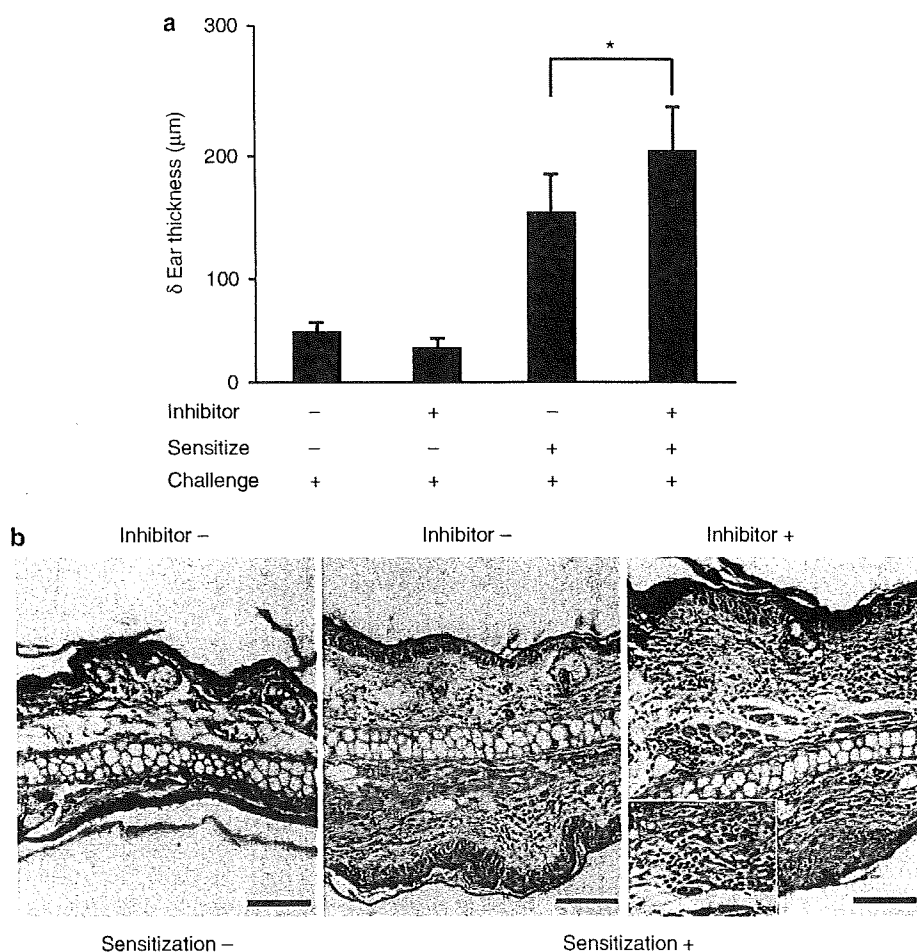 a
300
200
100
0
δ Ear thickness (μm)
*
Inhibitor − + − +
Sensitize − − + +
Challenge + + + +
b
Inhibitor − Inhibitor − Inhibitor +
Sensitization − Sensitization +